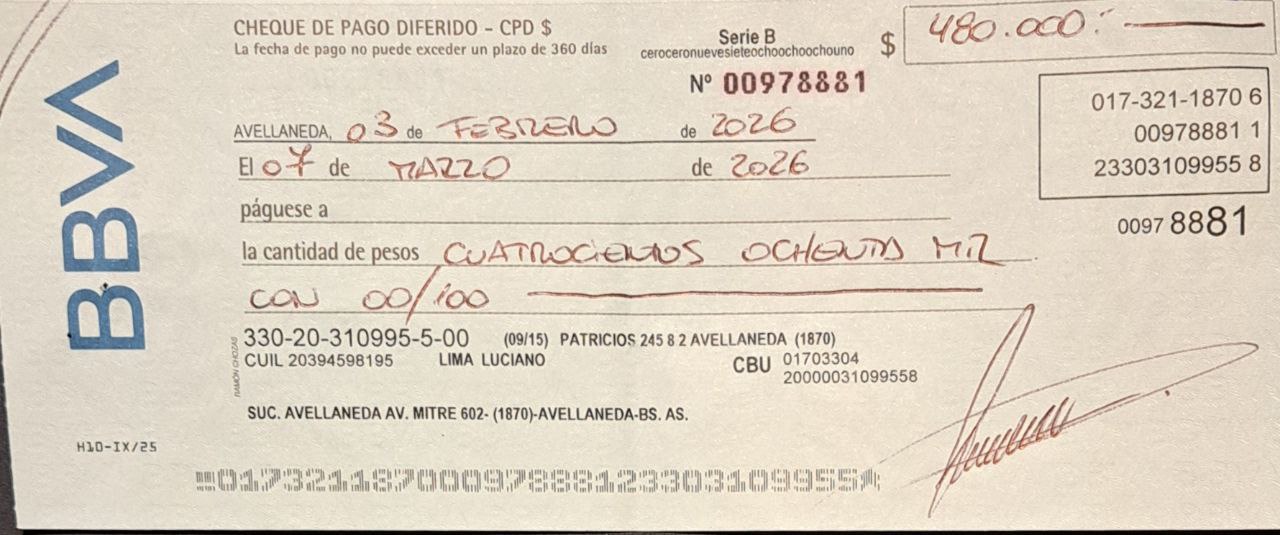 BBVA
CHEQUE DE PAGO DIFERIDO - CPD $
La fecha de pago no puede exceder un plazo de 360 días
Serie B
ceroceronuevesieteochoochoochouno
$ 480.000.-
Nº 00978881
017-321-1870 6
00978881 1
23303109955 8
0097 8881
AVELLANEDA, 03 de FEBRERO de 2026
El 07 de MARZO de 2026
páguese a
la cantidad de pesos CUATROCIENTOS OCHENTA MIL
CON 00/100
330-20-310995-5-00 (09/15) PATRICIOS 245 8 2 AVELLANEDA (1870)
CUIL 20394598195 LIMA LUCIANO
CBU 01703304
20000031099558
RAMÓN CHOZAS
SUC. AVELLANEDA AV. MITRE 602- (1870)-AVELLANEDA-BS. AS.
H10-IX/25
01732118700097888123303109955